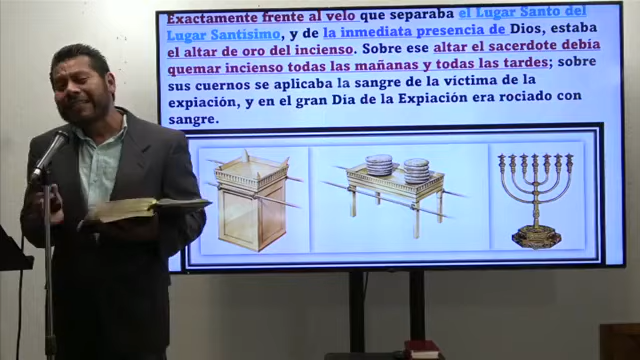 Exactamente frente al velo que separaba el Lugar Santo del
Lugar Santísimo, y de la inmediata presencia de Dios, estaba
el altar de oro del incienso. Sobre ese altar el sacerdote debía
quemar incienso todas las mañanas y todas las tardes; sobre
sus cuernos se aplicaba la sangre de la víctima de la
expiación, y en el gran Día de la Expiación era rociado con
sangre.